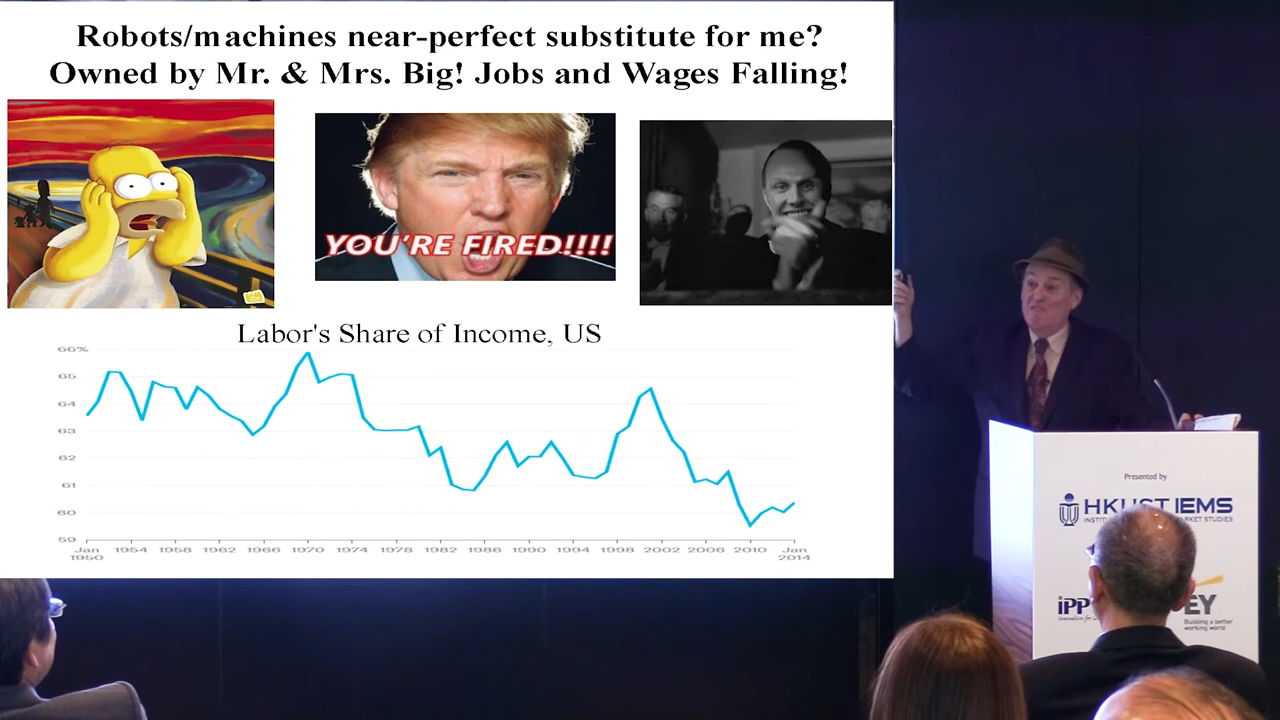 Robots/machines near-perfect substitute for me?
Owned by Mr. & Mrs. Big! Jobs and Wages Falling!
YOU'RE FIRED!!!!
Labor's Share of Income, US
66%
65
64
63
62
61
60
59
Jan 1954 1958 1962 1966 1970 1974 1978 1982 1986 1990 1994 1998 2002 2006 2010 Jan
1950 2014
Presented by
HKUST IEMS
MARKET STUDIES
iPP
EY
Building a better
working world